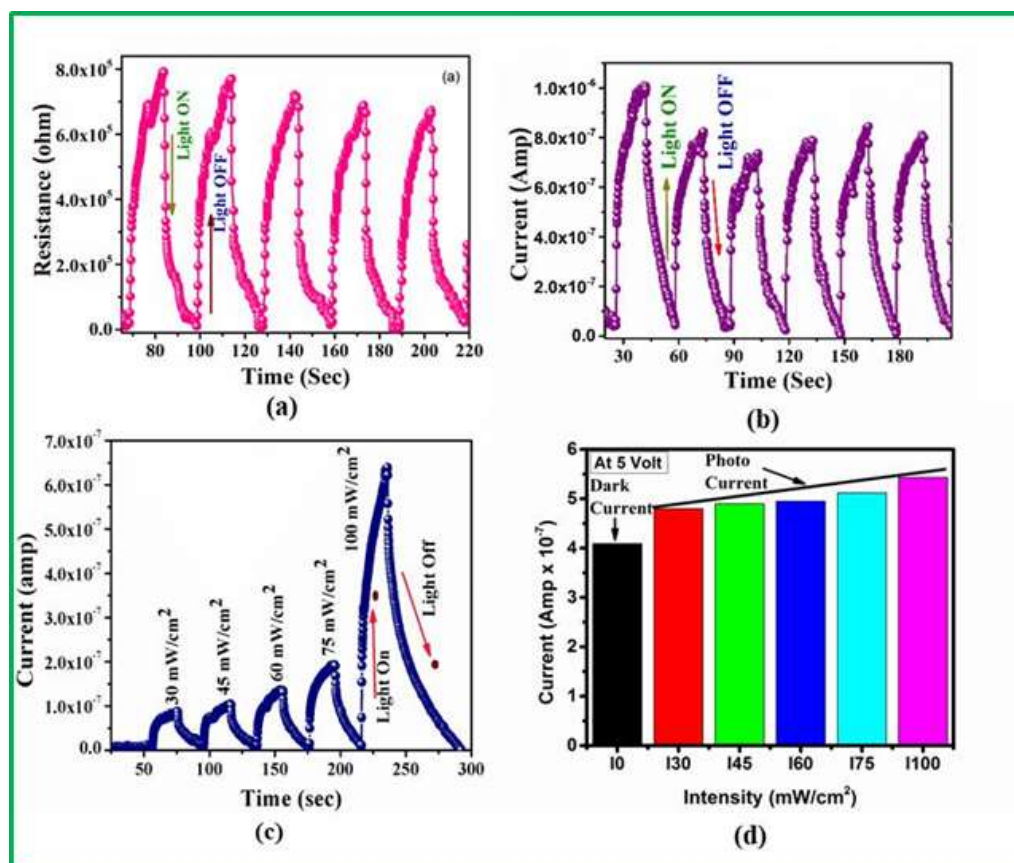 (a)
8.0x10⁵
6.0x10⁵
4.0x10⁵
2.0x10⁵
0.0
Resistance (ohm)
Light ON
Light OFF
80 100 120 140 160 180 200 220
Time (Sec)
(a)
1.0x10⁻⁶
8.0x10⁻⁷
6.0x10⁻⁷
4.0x10⁻⁷
2.0x10⁻⁷
0.0
Current (Amp)
Light ON
Light OFF
30 60 90 120 150 180
Time (Sec)
(b)
7.0x10⁻⁷
6.0x10⁻⁷
5.0x10⁻⁷
4.0x10⁻⁷
3.0x10⁻⁷
2.0x10⁻⁷
1.0x10⁻⁷
0.0
Current (amp)
30 mW/cm²
45 mW/cm²
60 mW/cm²
75 mW/cm²
100 mW/cm²
Light On
Light Off
50 100 150 200 250 300
Time (sec)
(c)
6
5
4
5
0
Current (Amp x 10⁻⁷)
At 5 Volt
Dark
Current
Photo
Current
I0 I30 I45 I60 I75 I100
Intensity (mW/cm²)
(d)